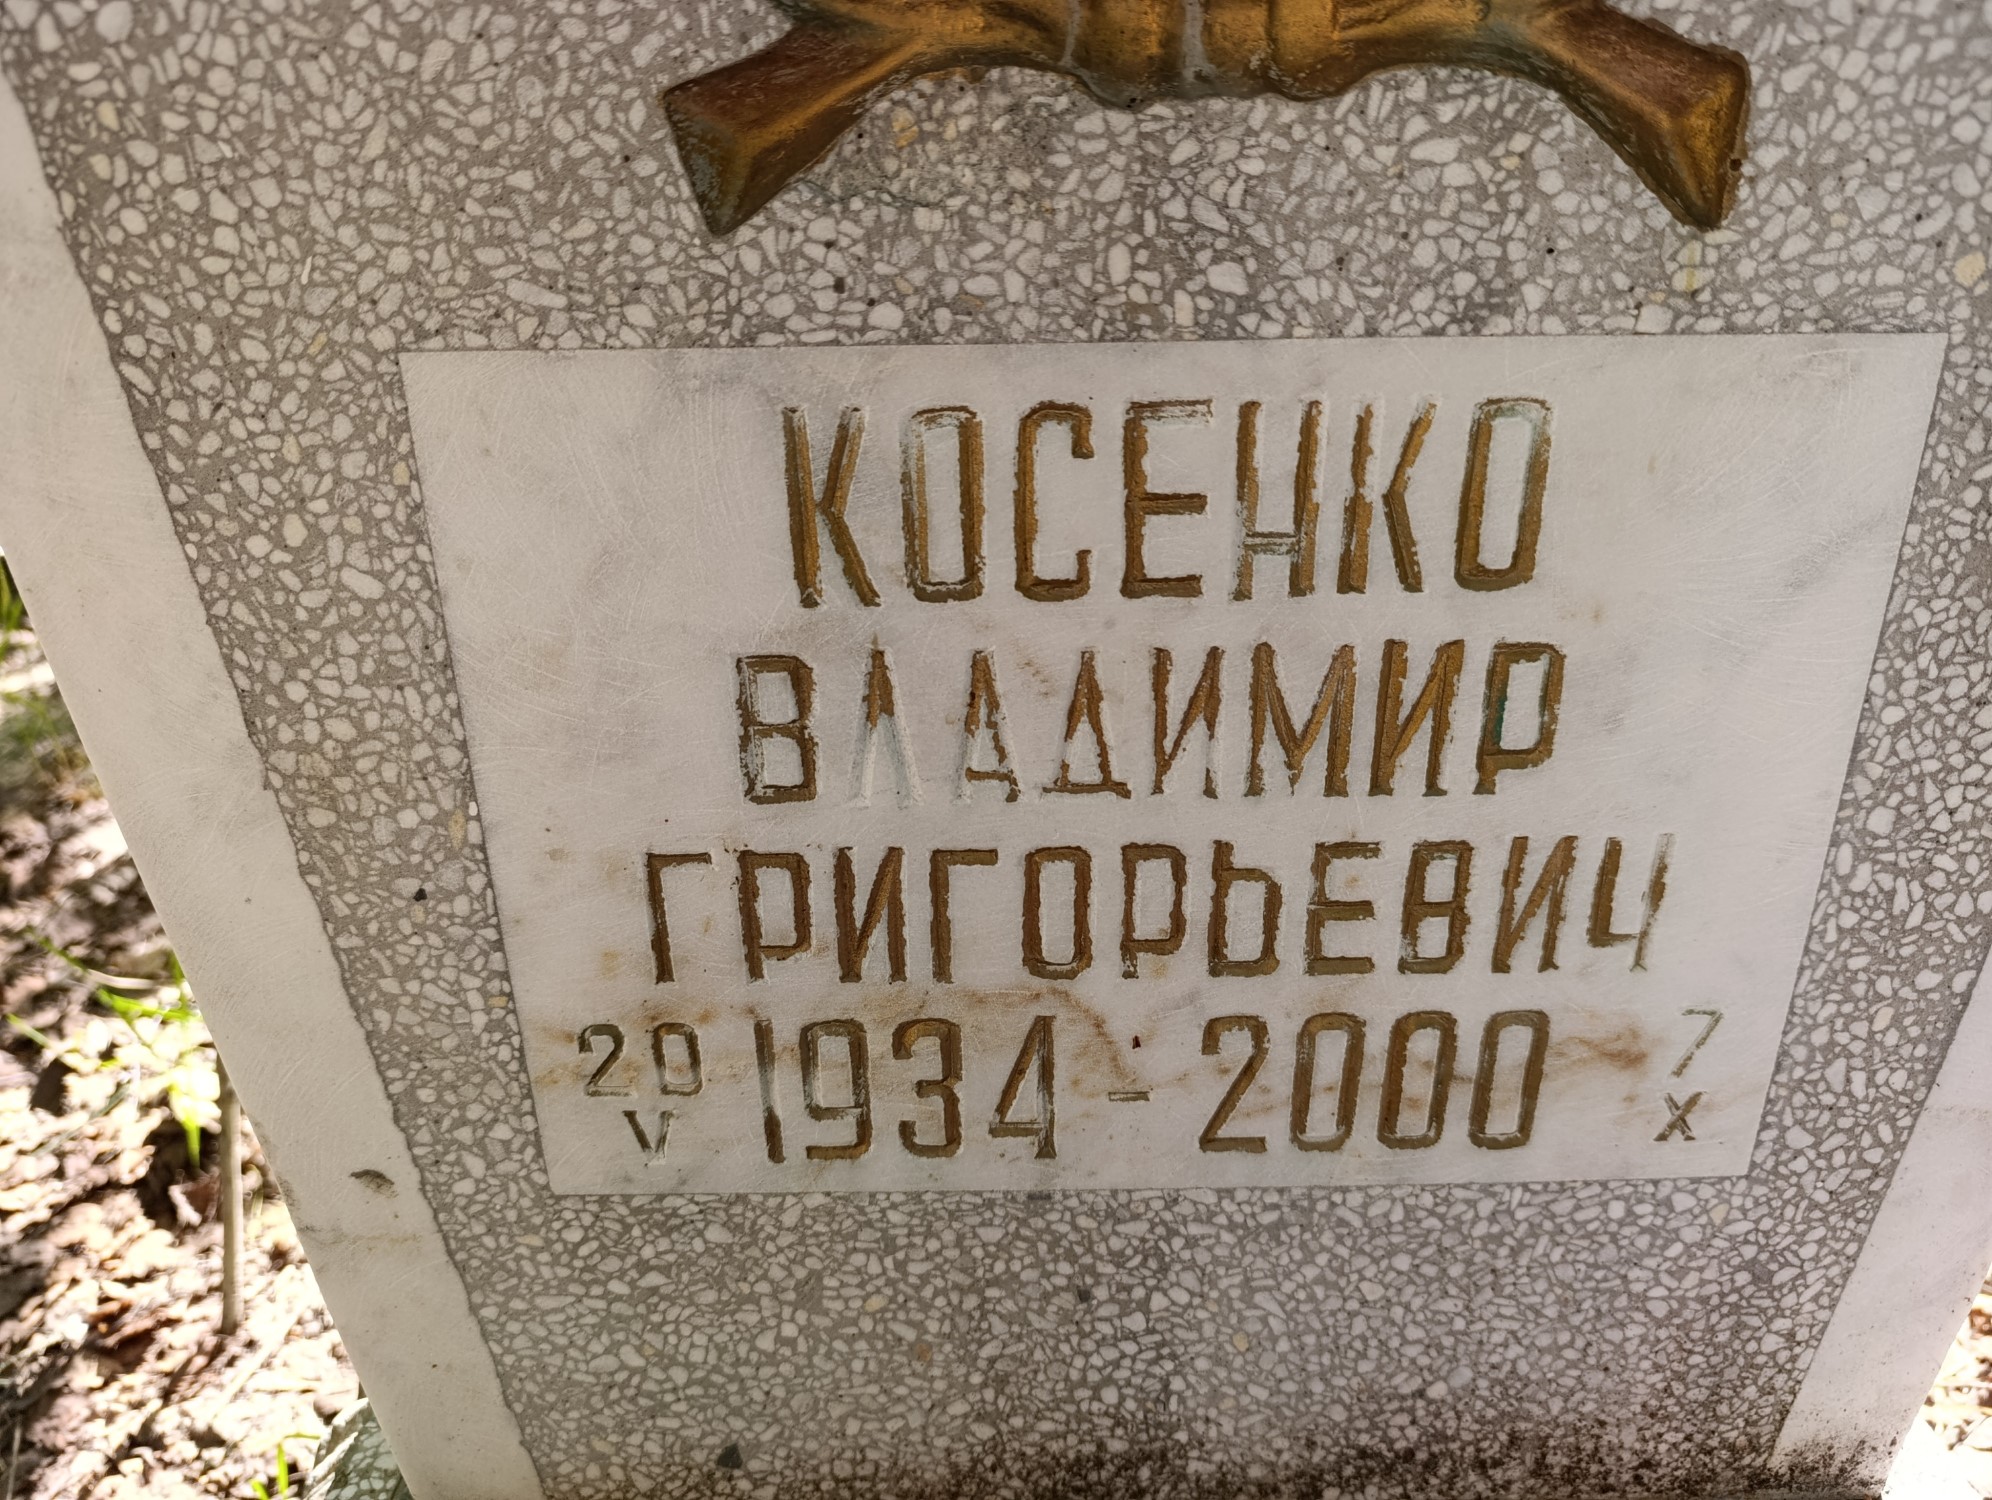 КОСЕНКО
ВЛАДИМИР
ГРИГОРЬЕВИЧ
20 V 1934 - 2000 7 X